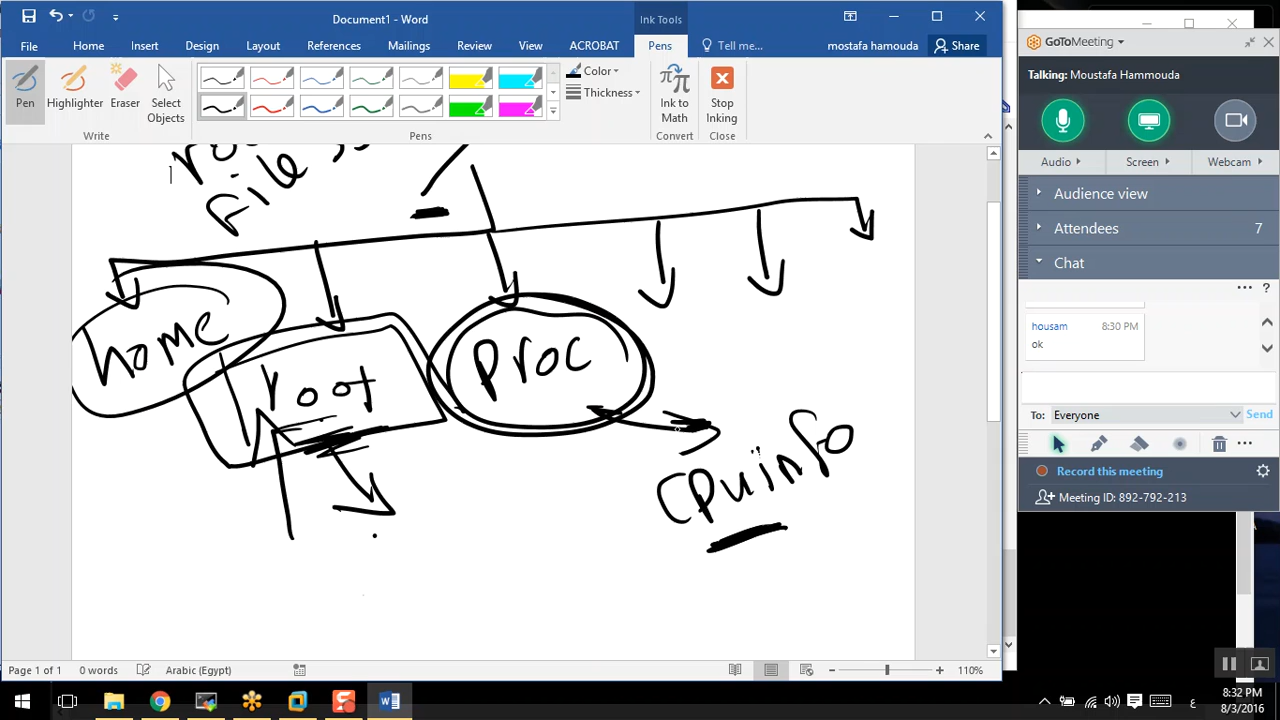 Document1 - Word
Ink Tools
File
Home
Insert
Design
Layout
References
Mailings
Review
View
ACROBAT
Pens
Tell me...
mostafa hamouda
Share
Pen
Highlighter
Eraser
Select Objects
Write
Pens
Color
Thickness
Ink to Math
Convert
Stop Inking
Close
File
home
root
proc
CPuinfo
Page 1 of 1
0 words
Arabic (Egypt)
110%
GoToMeeting
Talking: Moustafa Hammouda
Audio
Screen
Webcam
Audience view
Attendees
7
Chat
?
housam
8:30 PM
ok
To:
Everyone
Send
Record this meeting
Meeting ID: 892-792-213
ع
8:32 PM
8/3/2016